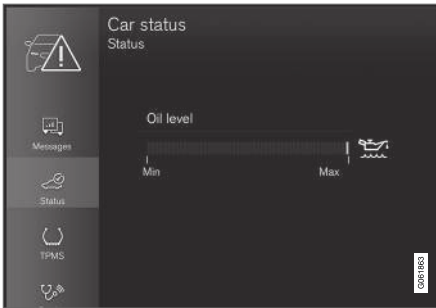 Car status
Status
Oil level
Min Max
Messages
Status
TPMS
G061863